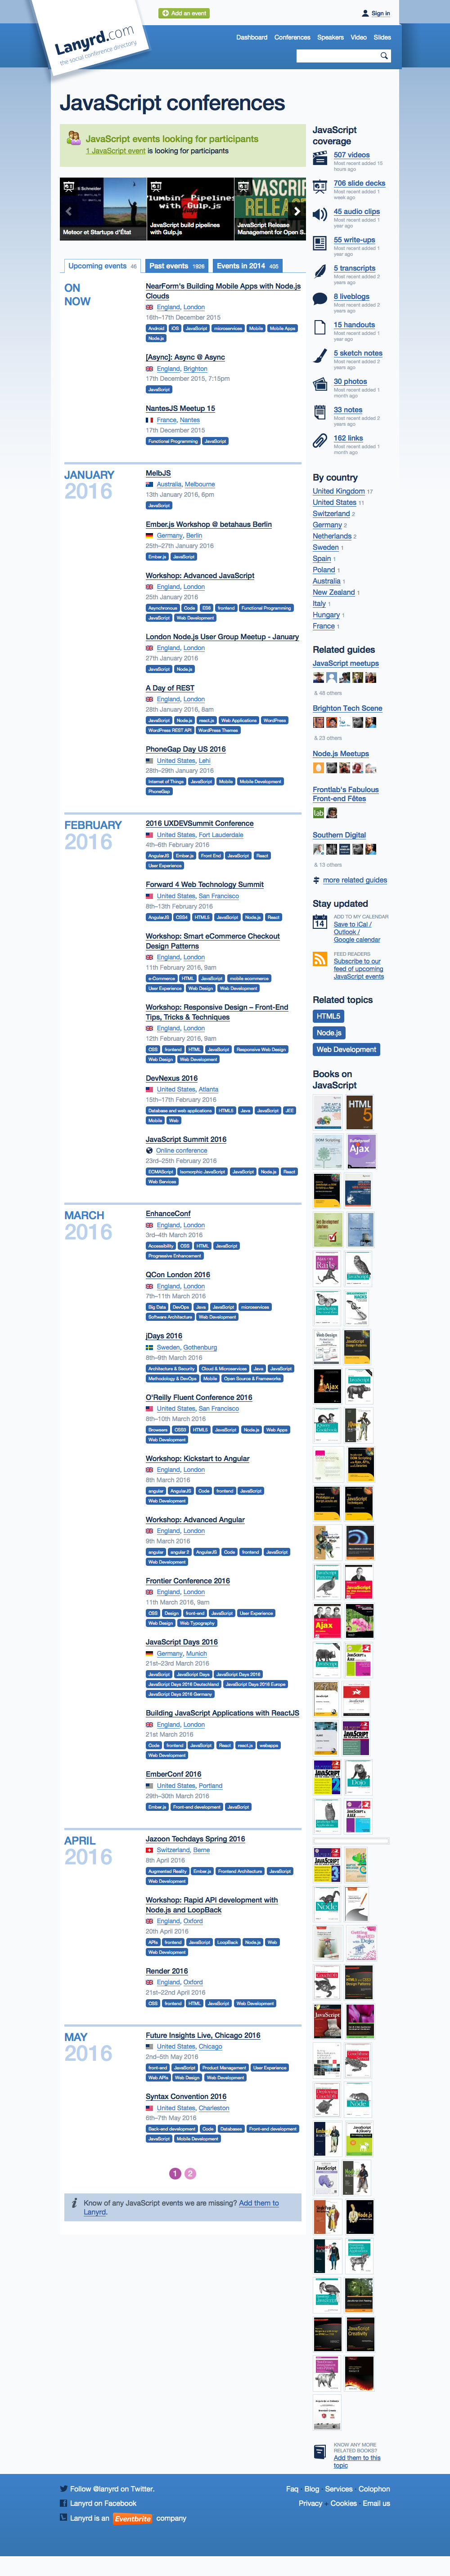 Lanyrd.com
the social conference directory
Add an event
Sign in
Dashboard Conferences Speakers Video Slides
JavaScript conferences
JavaScript events looking for participants
1 JavaScript event is looking for participants
Meteor et Startups d'État
JavaScript build pipelines with Gulp.js
JavaScript Release Management for Open S...
Upcoming events 46
Past events 1926
Events in 2014 405
ON NOW
NearForm's Building Mobile Apps with Node.js Clouds
England, London
16th–17th December 2015
Android iOS JavaScript microservices Mobile Mobile Apps
Node.js
[Async]: Async @ Async
England, Brighton
17th December 2015, 7:15pm
JavaScript
NantesJS Meetup 15
France, Nantes
17th December 2015
Functional Programming JavaScript
JANUARY 2016
MelbJS
Australia, Melbourne
13th January 2016, 6pm
JavaScript
Ember.js Workshop @ betahaus Berlin
Germany, Berlin
25th–27th January 2016
Ember.js JavaScript
Workshop: Advanced JavaScript
England, London
25th January 2016
Asynchronous Code ES6 frontend Functional Programming
JavaScript Web Development
London Node.js User Group Meetup - January
England, London
27th January 2016
JavaScript Node.js
A Day of REST
England, London
28th January 2016, 8am
JavaScript Node.js react.js Web Applications WordPress
WordPress REST API WordPress Themes
PhoneGap Day US 2016
United States, Lehi
28th–29th January 2016
Internet of Things JavaScript Mobile Mobile Development
PhoneGap
FEBRUARY 2016
2016 UXDEVSummit Conference
United States, Fort Lauderdale
4th–6th February 2016
AngularJS Ember.js Front End JavaScript React
User Experience
Forward 4 Web Technology Summit
United States, San Francisco
8th–13th February 2016
AngularJS CSS4 HTML5 JavaScript Node.js React
Workshop: Smart eCommerce Checkout Design Patterns
England, London
11th February 2016, 9am
e-Commerce HTML JavaScript mobile ecommerce
User Experience Web Design Web Development
Workshop: Responsive Design – Front-End Tips, Tricks & Techniques
England, London
12th February 2016, 9am
CSS frontend HTML JavaScript Responsive Web Design
Web Design Web Development
DevNexus 2016
United States, Atlanta
15th–17th February 2016
Database and web applications HTML5 Java JavaScript JEE
Mobile Web
JavaScript Summit 2016
Online conference
23rd–25th February 2016
ECMAScript Isomorphic JavaScript JavaScript Node.js React
Web Services
MARCH 2016
EnhanceConf
England, London
3rd–4th March 2016
Accessibility CSS HTML JavaScript
Progressive Enhancement
QCon London 2016
England, London
7th–11th March 2016
Big Data DevOps Java JavaScript microservices
Software Architecture Web Development
jDays 2016
Sweden, Gothenburg
8th–9th March 2016
Architecture & Security Cloud & Microservices Java JavaScript
Methodology & DevOps Mobile Open Source & Frameworks
O'Reilly Fluent Conference 2016
United States, San Francisco
8th–10th March 2016
Browsers CSS3 HTML5 JavaScript Node.js Web Apps
Web Development
Workshop: Kickstart to Angular
England, London
8th March 2016
angular AngularJS Code frontend JavaScript
Web Development
Workshop: Advanced Angular
England, London
9th March 2016
angular angular 2 AngularJS Code frontend JavaScript
Web Development
Frontier Conference 2016
England, London
11th March 2016, 9am
CSS Design front-end JavaScript User Experience
Web Design Web Typography
JavaScript Days 2016
Germany, Munich
21st–23rd March 2016
JavaScript JavaScript Days JavaScript Days 2016
JavaScript Days 2016 Deutschland JavaScript Days 2016 Europe
JavaScript Days 2016 Germany
Building JavaScript Applications with ReactJS
England, London
21st March 2016
Code frontend JavaScript React react.js webapps
Web Development
EmberConf 2016
United States, Portland
29th–30th March 2016
Ember.js Front-end development JavaScript
APRIL 2016
Jazoon Techdays Spring 2016
Switzerland, Berne
8th April 2016
Augmented Reality Ember.js Frontend Architecture JavaScript
Web Development
Workshop: Rapid API development with Node.js and LoopBack
England, Oxford
20th April 2016
APIs frontend JavaScript LoopBack Node.js Web
Web Development
Render 2016
England, Oxford
21st–22nd April 2016
CSS frontend HTML JavaScript Web Development
MAY 2016
Future Insights Live, Chicago 2016
United States, Chicago
2nd–5th May 2016
front-end JavaScript Product Management User Experience
Web APIs Web Design Web Development
Syntax Convention 2016
United States, Charleston
6th–7th May 2016
Back-end development Code Databases Front-end development
JavaScript Mobile Development
1 2
Know of any JavaScript events we are missing? Add them to Lanyrd.
JavaScript coverage
507 videos
Most recent added 16 hours ago
706 slide decks
Most recent added 1 week ago
45 audio clips
Most recent added 1 year ago
55 write-ups
Most recent added 1 year ago
5 transcripts
Most recent added 2 years ago
8 liveblogs
Most recent added 2 years ago
15 handouts
Most recent added 1 year ago
5 sketch notes
Most recent added 2 years ago
30 photos
Most recent added 1 month ago
33 notes
Most recent added 2 years ago
162 links
Most recent added 1 month ago
By country
United Kingdom 17
United States 11
Switzerland 2
Germany 2
Netherlands 2
Sweden 1
Spain 1
Poland 1
Australia 1
New Zealand 1
Italy 1
Hungary 1
France 1
Related guides
JavaScript meetups
& 48 others
Brighton Tech Scene
& 23 others
Node.js Meetups
Frontlab's Fabulous Front-end Fêtes
Southern Digital
& 13 others
more related guides
Stay updated
14
ADD TO MY CALENDAR
Save to iCal / Outlook / Google calendar
FEED READERS
Subscribe to our feed of upcoming JavaScript events
Related topics
HTML5
Node.js
Web Development
Books on JavaScript
KNOW ANY MORE RELATED BOOKS?
Add them to this topic
Follow @lanyrd on Twitter.
Lanyrd on Facebook
Lanyrd is an Eventbrite company
Faq Blog Services Colophon
Privacy + Cookies Email us